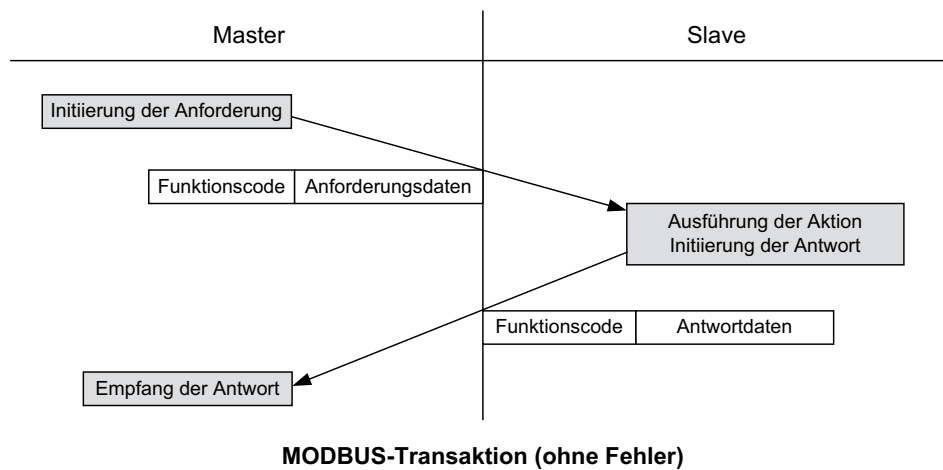 Master
Slave
Initiierung der Anforderung
Funktionscode
Anforderungsdaten
Ausführung der Aktion
Initiierung der Antwort
Funktionscode
Antwortdaten
Empfang der Antwort
MODBUS-Transaktion (ohne Fehler)